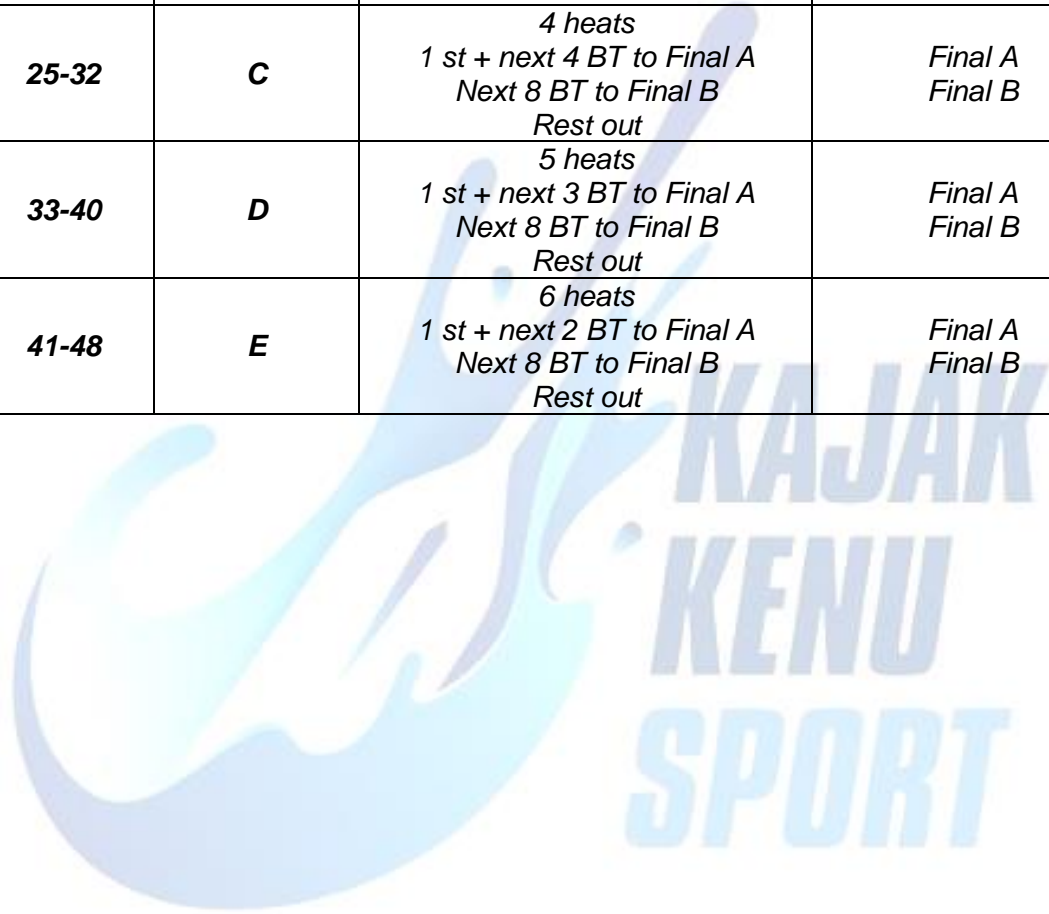 4 heats
25-32 C 1 st + next 4 BT to Final A Final A
Next 8 BT to Final B Final B
Rest out
5 heats
33-40 D 1 st + next 3 BT to Final A Final A
Next 8 BT to Final B Final B
Rest out
6 heats
41-48 E 1 st + next 2 BT to Final A Final A
Next 8 BT to Final B Final B
Rest out
KAJAK
KENU
SPORT